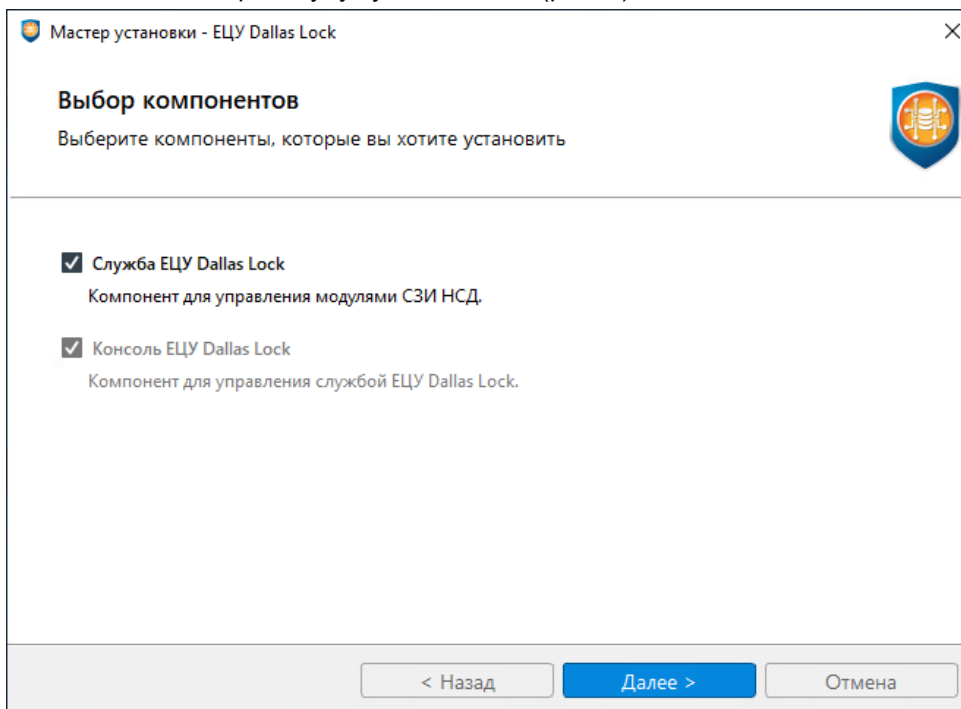 Мастер установки - ЕЦУ Dallas Lock
Выбор компонентов
Выберите компоненты, которые вы хотите установить
Служба ЕЦУ Dallas Lock
Компонент для управления модулями СЗИ НСД.
Консоль ЕЦУ Dallas Lock
Компонент для управления службой ЕЦУ Dallas Lock.
< Назад
Далее >
Отмена